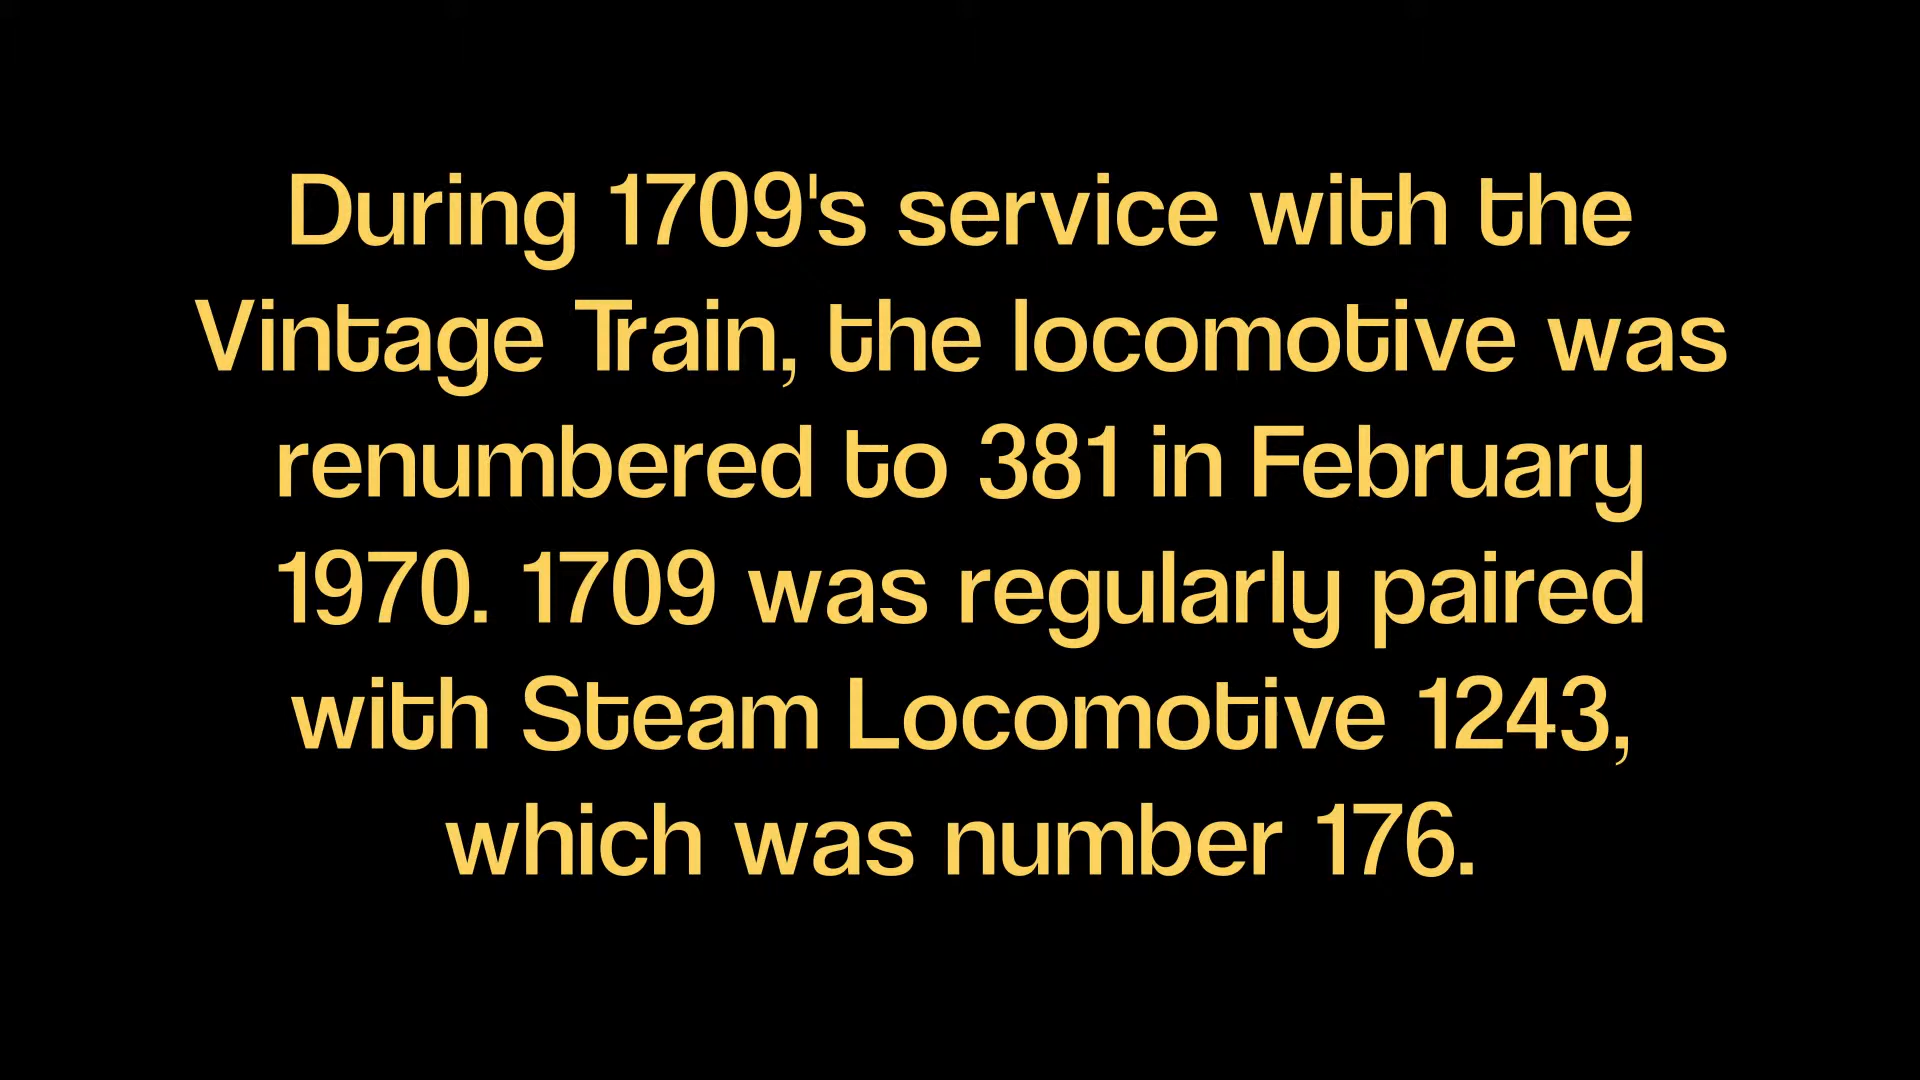 During 1709's service with the
Vintage Train, the locomotive was
renumbered to 381 in February
1970. 1709 was regularly paired
with Steam Locomotive 1243,
which was number 176.